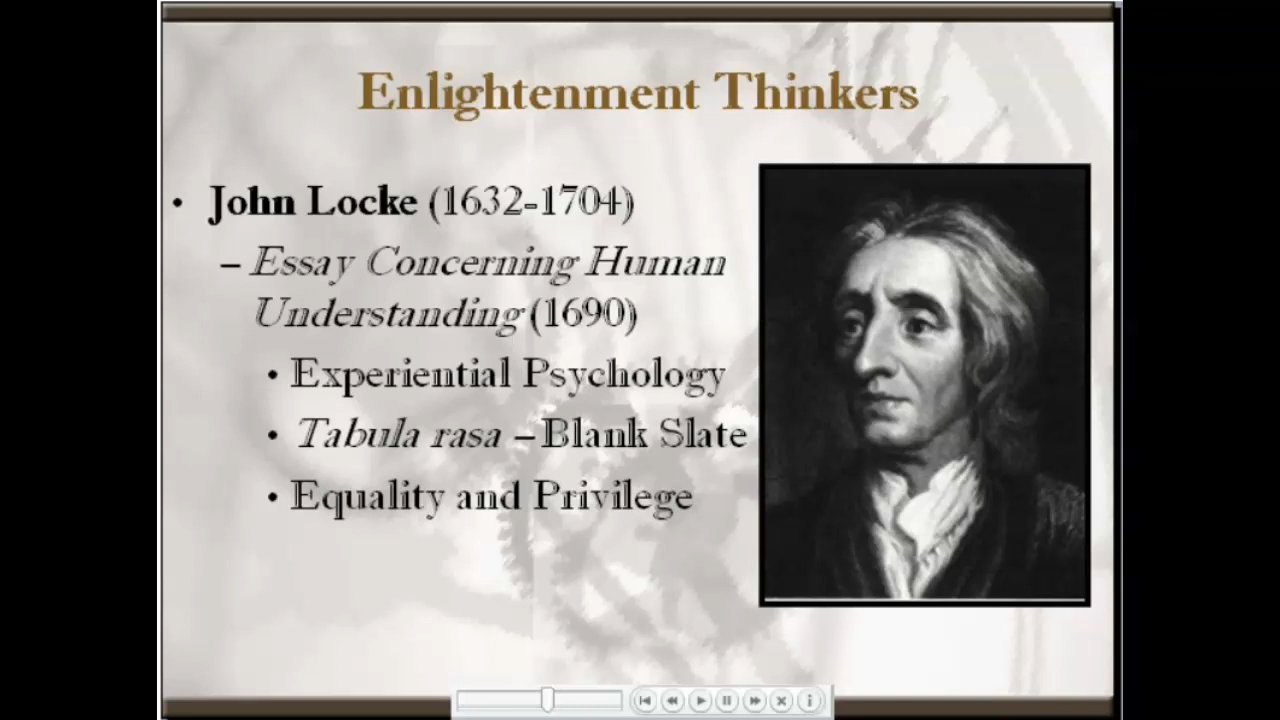 Enlightenment Thinkers
• John Locke (1632-1704)
– Essay Concerning Human
Understanding (1690)
• Experiential Psychology
• Tabula rasa – Blank Slate
• Equality and Privilege